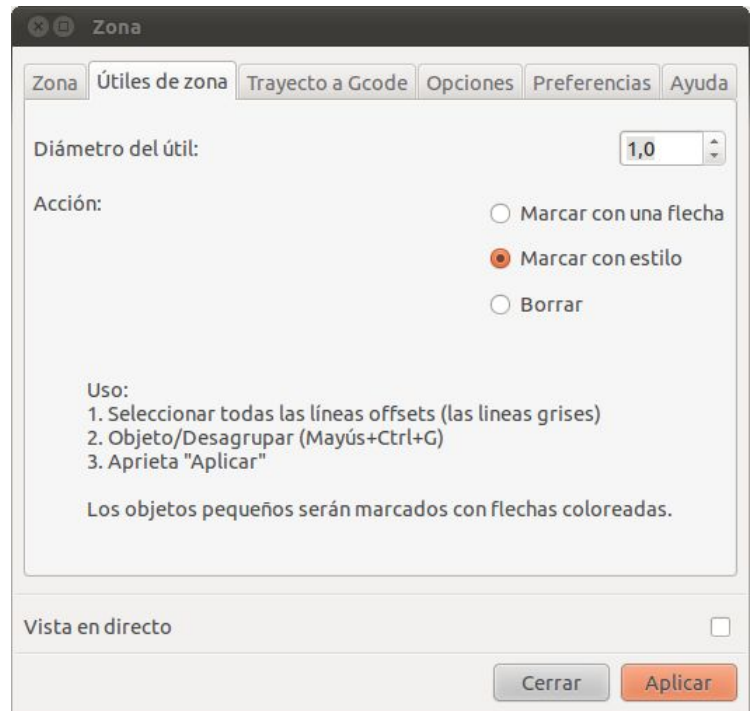 Zona
Zona Útiles de zona Trayecto a Gcode Opciones Preferencias Ayuda
Diámetro del útil: 1,0
Acción: Marcar con una flecha
Marcar con estilo
Borrar
Uso:
1. Seleccionar todas las líneas offsets (las lineas grises)
2. Objeto/Desagrupar (Mayús+Ctrl+G)
3. Aprieta "Aplicar"
Los objetos pequeños serán marcados con flechas coloreadas.
Vista en directo
Cerrar Aplicar